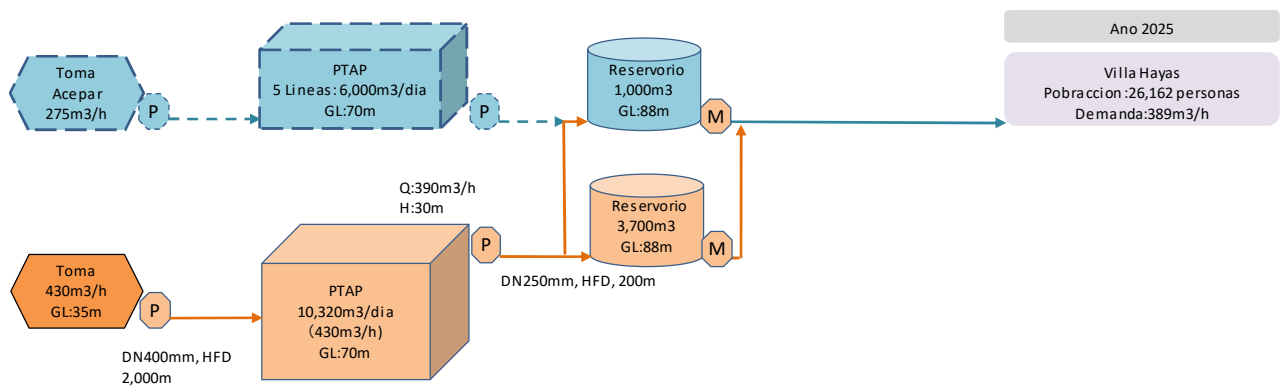 Ano 2025
Toma
Acepar
275m3/h
P
PTAP
5 Lineas:6,000m3/dia
GL:70m
P
Reservorio
1,000m3
GL:88m
M
Villa Hayas
Pobraccion:26,162 personas
Demanda:389m3/h
Q:390m3/h
H:30m
P
Reservorio
3,700m3
GL:88m
M
DN250mm, HFD, 200m
Toma
430m3/h
GL:35m
P
PTAP
10,320m3/dia
(430m3/h)
GL:70m
DN400mm, HFD
2,000m